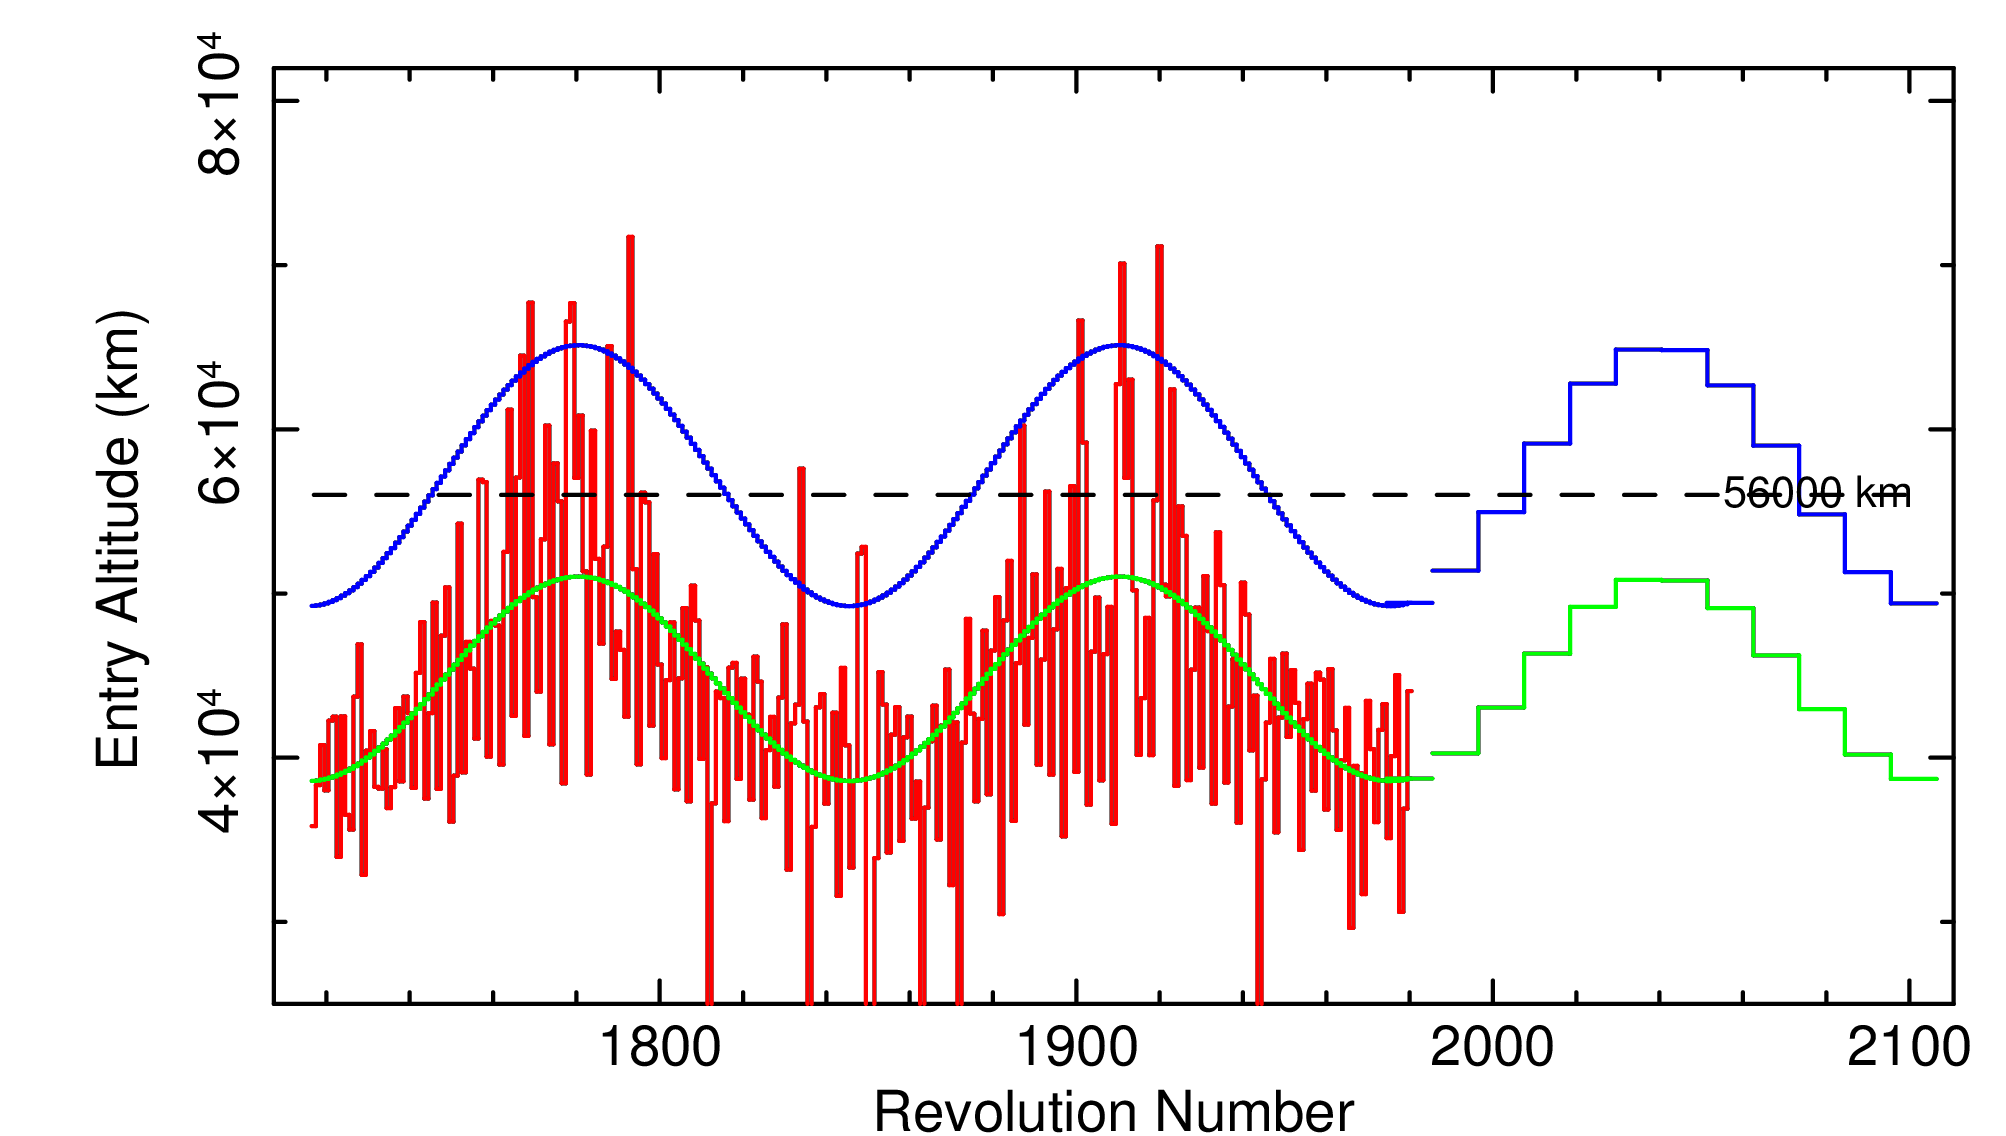 8×10⁴
6×10⁴
4×10⁴
Entry Altitude (km)
56000 km
1800 1900 2000 2100
Revolution Number